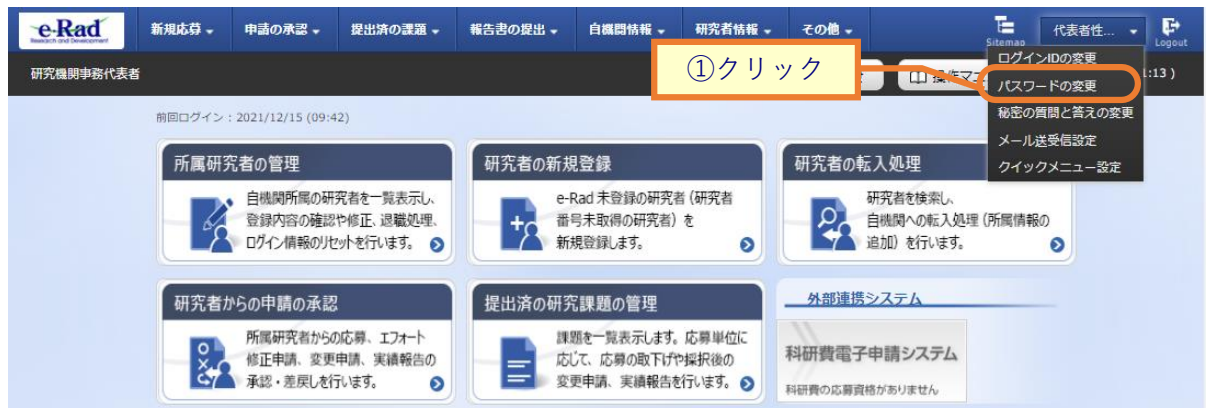 e-Rad
Research and Development
新規応募
申請の承認
提出済の課題
報告書の提出
自機関情報
研究者情報
その他
Sitemap
代表者性...
Logout
研究機関事務代表者
①クリック
操作マニ
:13 )
ログインIDの変更
パスワードの変更
秘密の質問と答えの変更
メール送受信設定
クイックメニュー設定
前回ログイン : 2021/12/15 (09:42)
所属研究者の管理
自機関所属の研究者を一覧表示し、
登録内容の確認や修正、退職処理、
ログイン情報のリセットを行います。
研究者の新規登録
e-Rad 未登録の研究者 (研究者
番号未取得の研究者) を
新規登録します。
研究者の転入処理
研究者を検索し、
自機関への転入処理 (所属情報の
追加) を行います。
研究者からの申請の承認
所属研究者からの応募、エフォート
修正申請、変更申請、実績報告の
承認・差戻しを行います。
提出済の研究課題の管理
課題を一覧表示します。応募単位に
応じて、応募の取下げや採択後の
変更申請、実績報告を行います。
外部連携システム
科研費電子申請システム
科研費の応募資格がありません